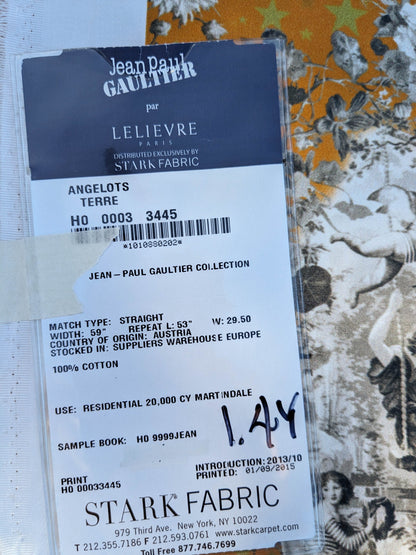 STARK FABRIC
Jean Paul
GAULTIER
par
LELIEVRE
PARIS
DISTRIBUTED EXCLUSIVELY BY
STARK FABRIC
ANGELOTS
TERRE
H0 0003 3445
*1010880202*
JEAN-PAUL GAULTIER COLLECTION
MATCH TYPE: STRAIGHT
WIDTH: 59" REPEAT L: 53" W: 29.50
COUNTRY OF ORIGIN: AUSTRIA
STOCKED IN: SUPPLIERS WAREHOUSE EUROPE
100% COTTON
USE: RESIDENTIAL 20,000 CY MARTINDALE
1.44
SAMPLE BOOK: H0 9999JEAN
INTRODUCTION: 2013/10
PRINT PRINTED: 01/09/2015
H0 00033445
STARK FABRIC
979 Third Ave. New York, NY 10022
T 212.355.7186 F 212.593.0761 www.starkcarpet.com
Toll Free 877.746.7699